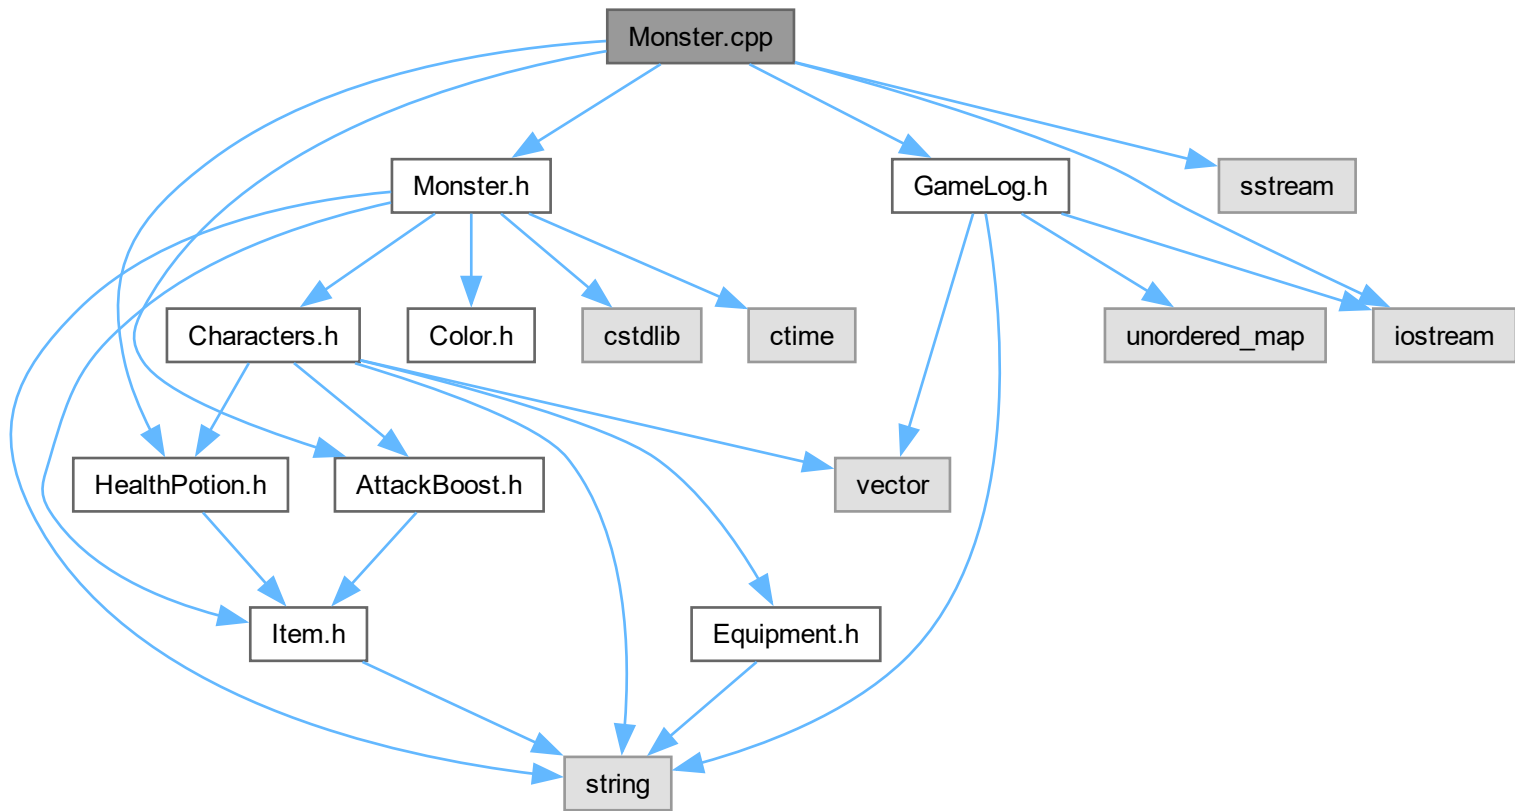 Monster.cpp
Monster.h
GameLog.h
sstream
Characters.h
Color.h
cstdlib
ctime
unordered_map
iostream
HealthPotion.h
AttackBoost.h
vector
Item.h
Equipment.h
string